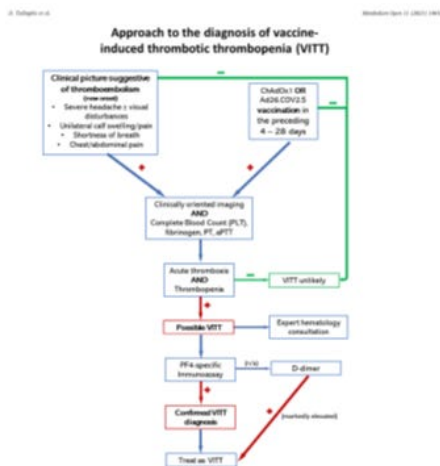 Approach to the diagnosis of vaccine-
induced thrombotic thrombopenia (VITT)
Clinical picture suggestive
of thromboembolism
• Severe headache ± visual
disturbances
• Unilateral calf swelling/pain
• Shortness of breath
• Chest/abdominal pain
ChAdOx1 OR
Ad26.COV2.S
vaccination in
the preceding
4 – 28 days
Clinically oriented imaging
AND
Complete Blood Count (PLT),
fibrinogen, PT, aPTT
Acute thrombosis
AND
Thrombopenia
VITT unlikely
Possible VITT
Expert hematology
consultation
PF4-specific
Immunoassay
(n/a)
D-dimer
Confirmed VITT
diagnosis
(markedly elevated)
Treat as VITT